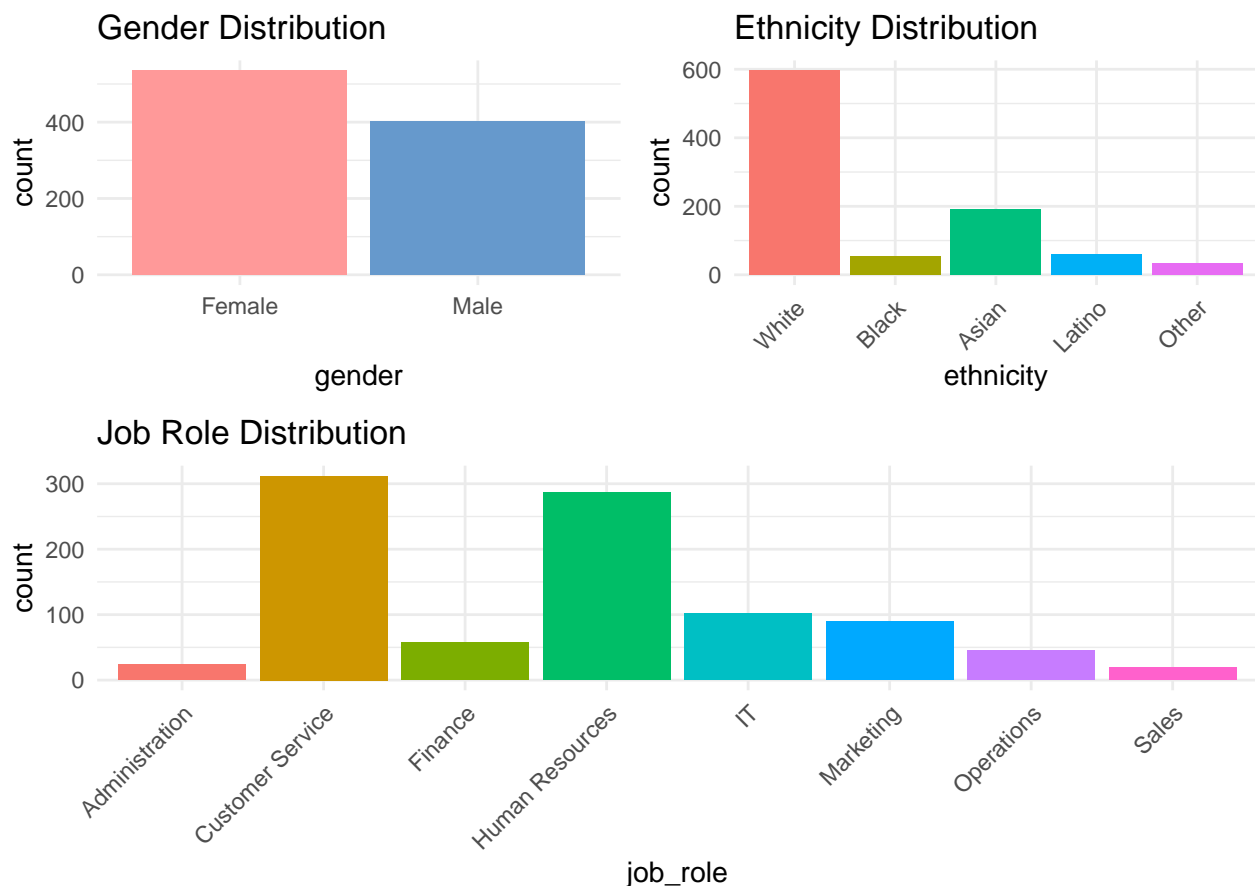 Gender Distribution
count
400
200
0
Female Male
gender
Ethnicity Distribution
count
600
400
200
0
White Black Asian Latino Other
ethnicity
Job Role Distribution
count
300
200
100
0
Administration Customer Service Finance Human Resources IT Marketing Operations Sales
job_role